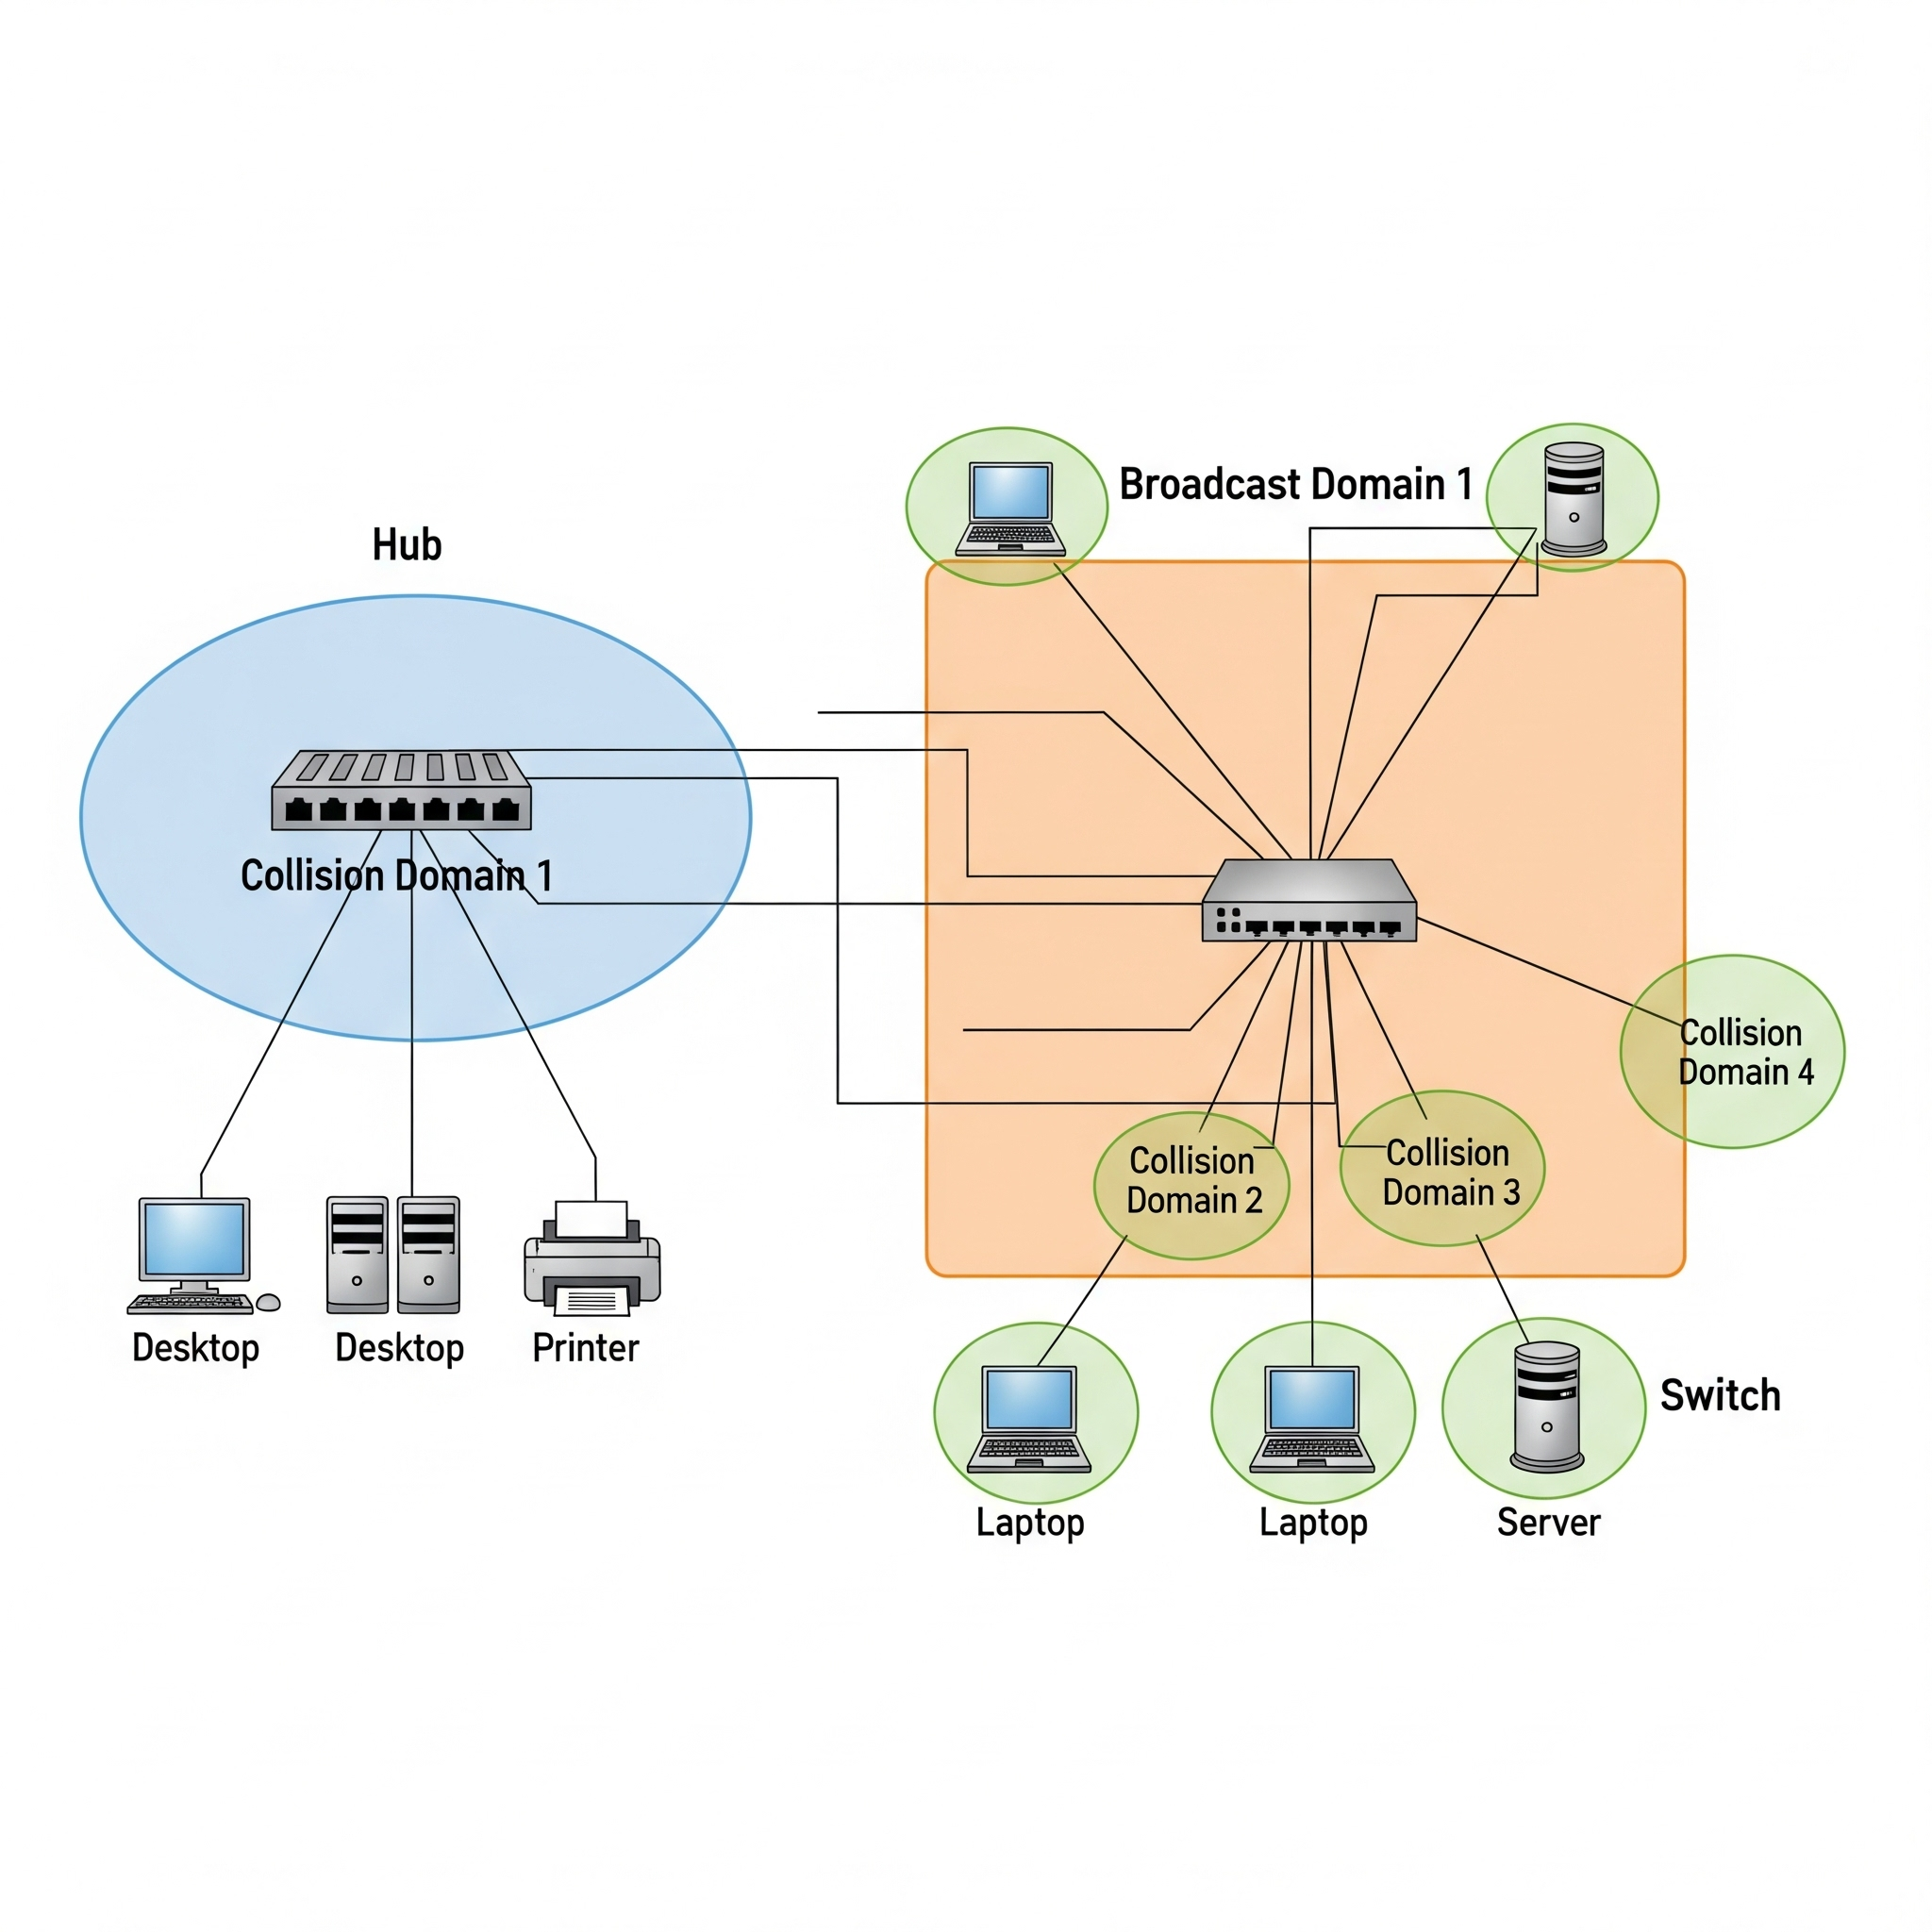 Broadcast Domain 1
Hub
Collision Domain 1
Collision
Domain 4
Collision
Domain 2
Collision
Domain 3
Desktop
Desktop
Printer
Switch
Laptop
Laptop
Server